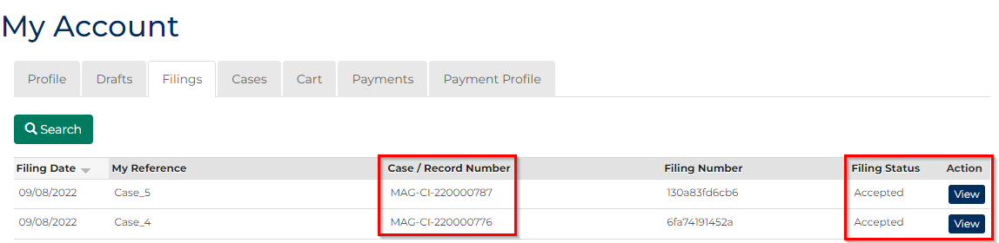 My Account
Profile Drafts Filings Cases Cart Payments Payment Profile
Search
Filing Date My Reference Case / Record Number Filing Number Filing Status Action
09/08/2022 Case_5 MAG-CI-220000787 130a83fd6cb6 Accepted View
09/08/2022 Case_4 MAG-CI-220000776 6fa74191452a Accepted View